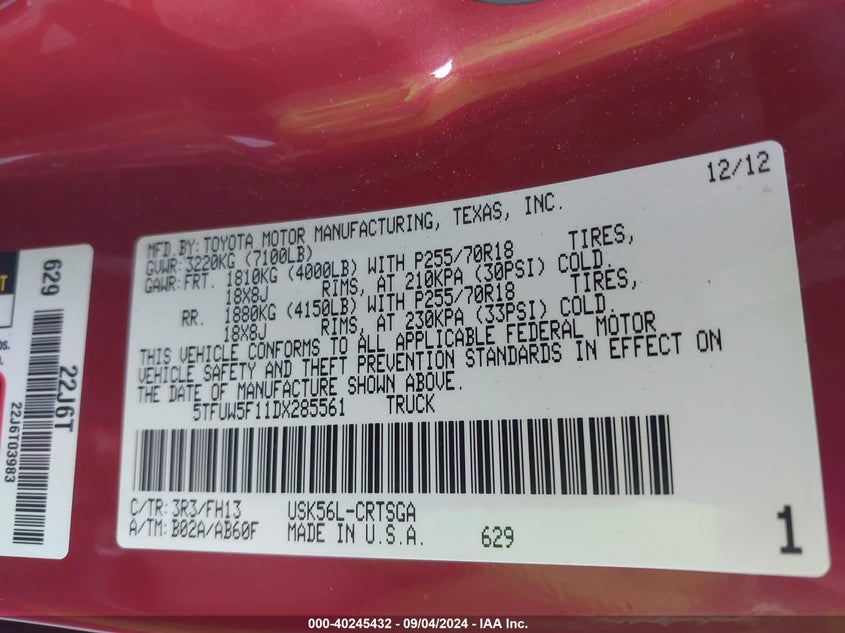 12/12
MFD.BY:TOYOTA MOTOR MANUFACTURING, TEXAS, INC.
GVWR:3220KG (7100LB)
GAWR:FRT. 1810KG (4000LB) WITH P255/70R18 TIRES,
18X8J RIMS, AT 210KPA (30PSI) COLD.
RR. 1880KG (4150LB) WITH P255/70R18 TIRES,
18X8J RIMS, AT 230KPA (33PSI) COLD.
THIS VEHICLE CONFORMS TO ALL APPLICABLE FEDERAL MOTOR
VEHICLE SAFETY AND THEFT PREVENTION STANDARDS IN EFFECT ON
THE DATE OF MANUFACTURE SHOWN ABOVE.
5TFUW5F11DX285561 TRUCK
C/TR:3R3/FH13 USK56L-CRTSGA
A/TM:B02A/AB60F MADE IN U.S.A. 629
1
629
22J6T
22J6T03983
000-40245432 - 09/04/2024 - IAA Inc.